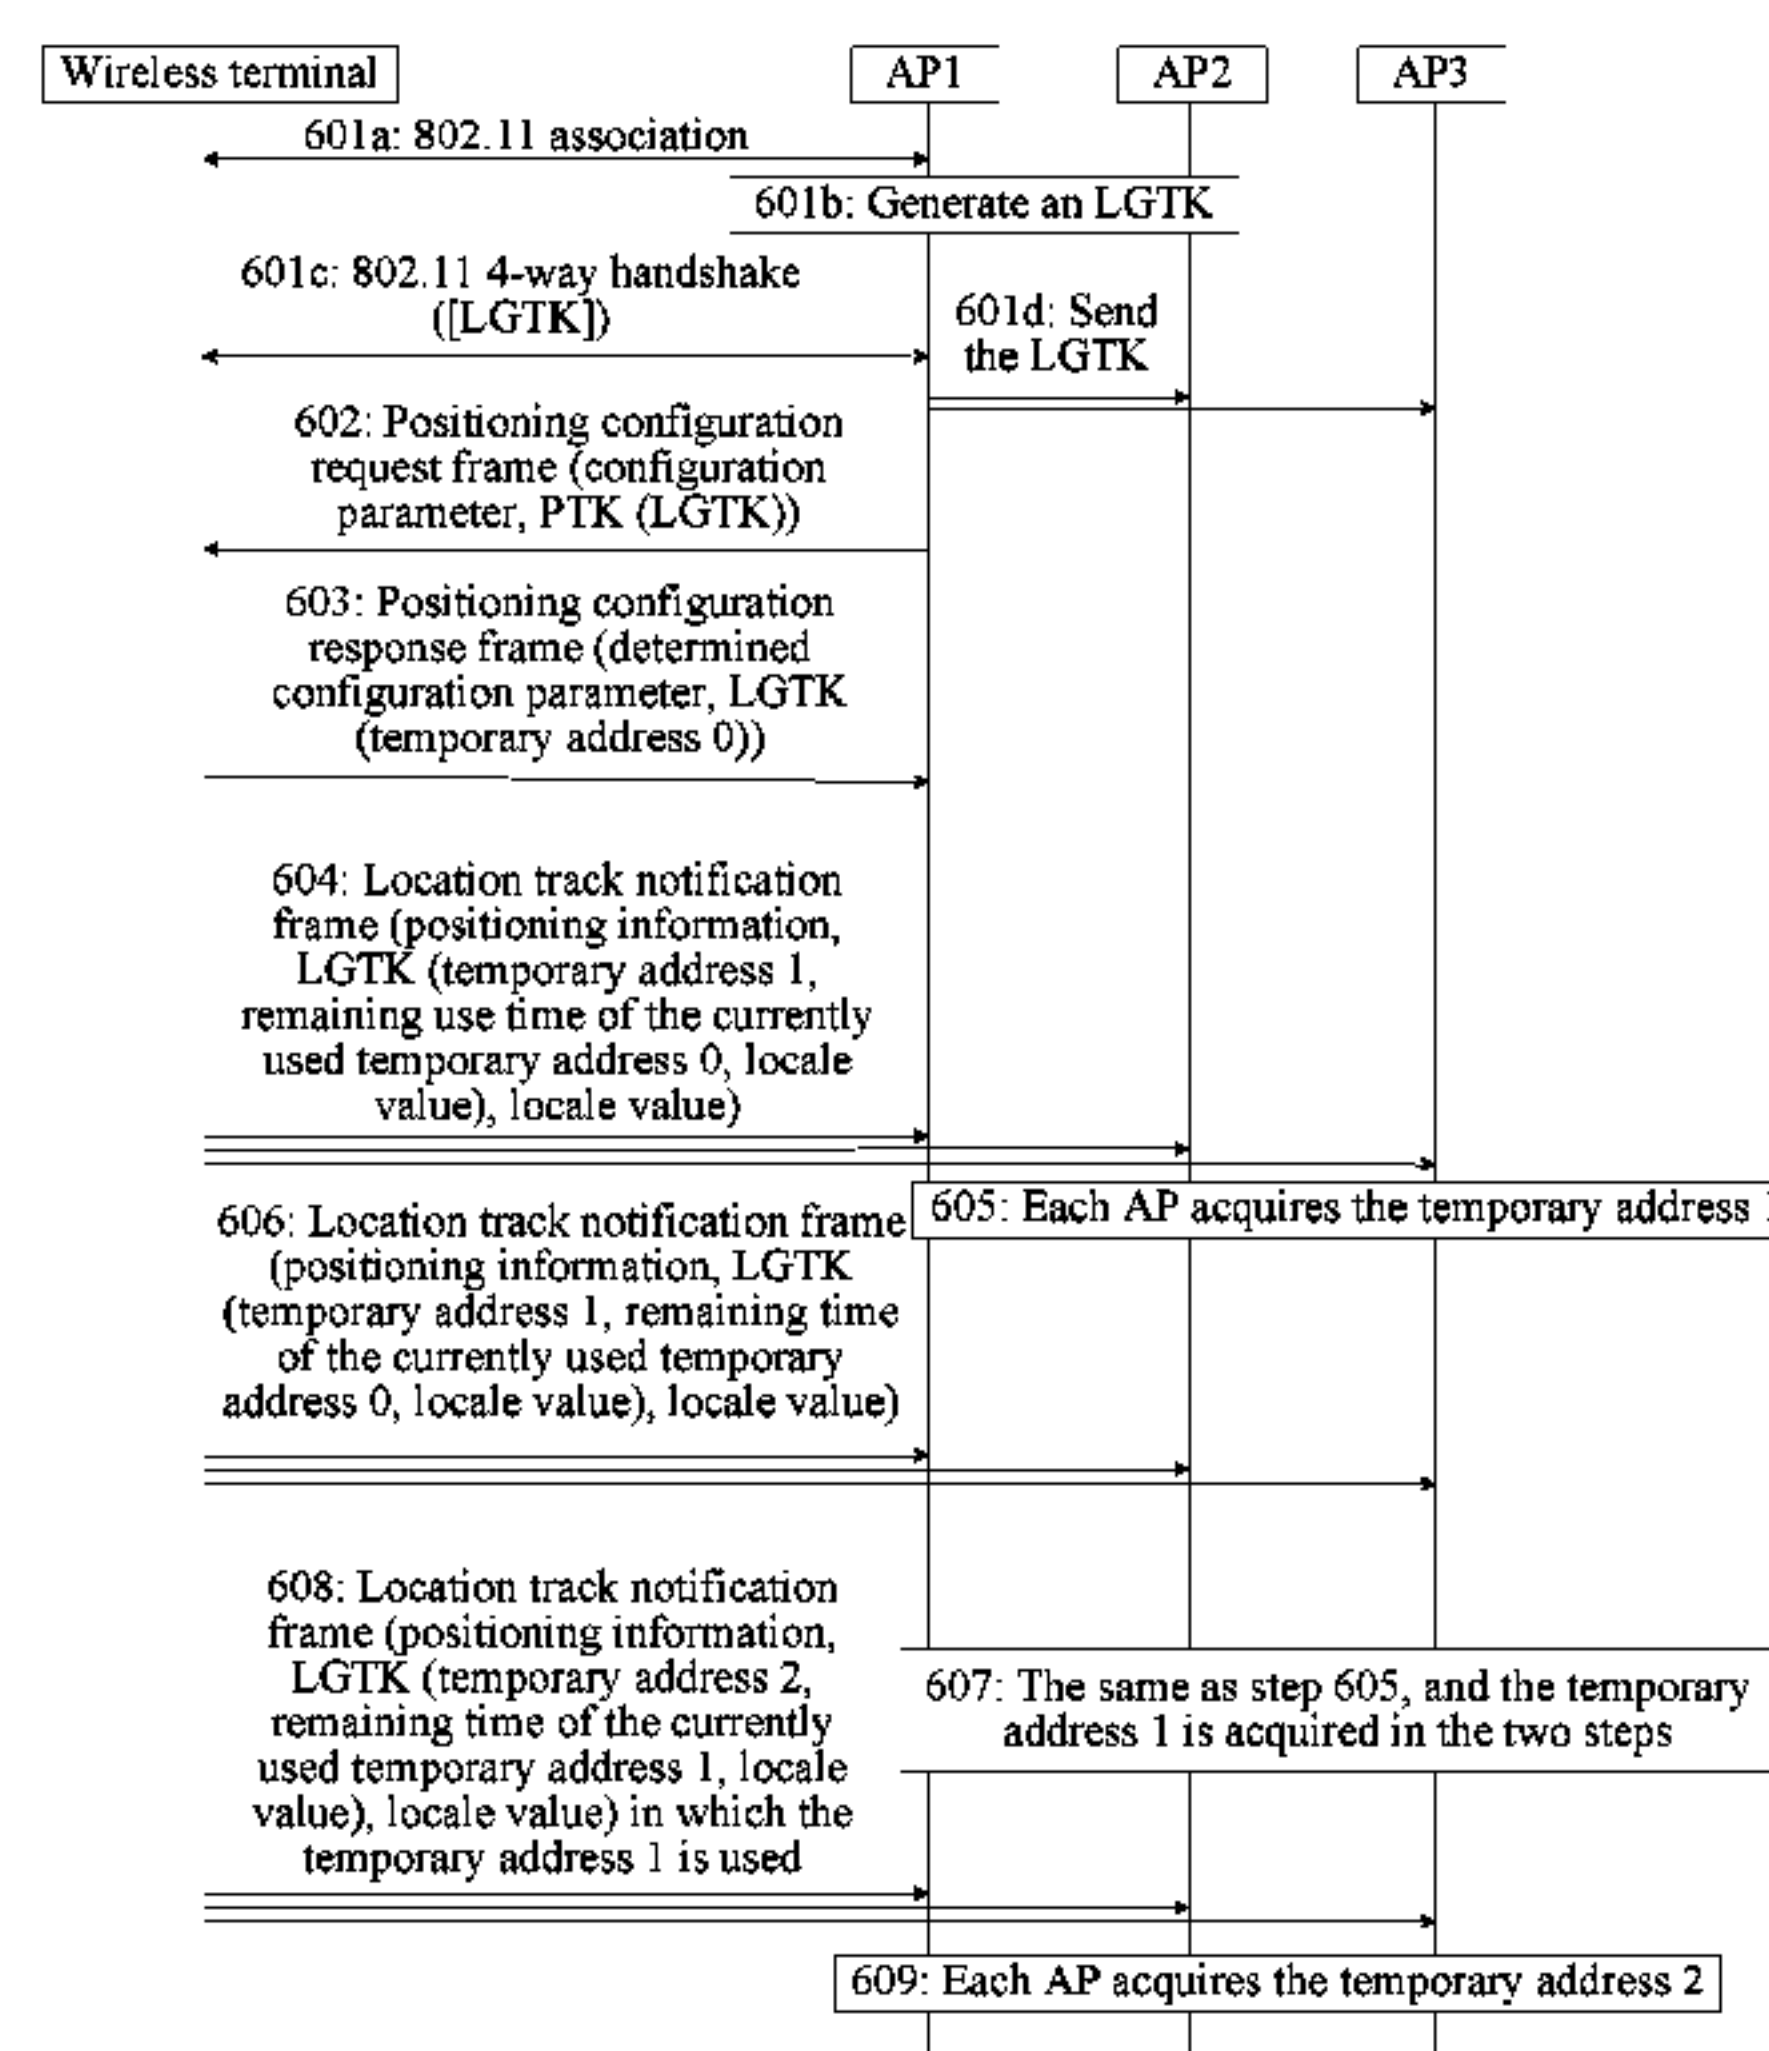 Wireless terminal
AP1
AP2
AP3
601a: 802.11 association
601b: Generate an LGTK
601c: 802.11 4-way handshake
([LGTK])
601d: Send
the LGTK
602: Positioning configuration
request frame (configuration
parameter, PTK (LGTK))
603: Positioning configuration
response frame (determined
configuration parameter, LGTK
(temporary address 0))
604: Location track notification
frame (positioning information,
LGTK (temporary address 1,
remaining use time of the currently
used temporary address 0, locale
value), locale value)
605: Each AP acquires the temporary address
606: Location track notification frame
(positioning information, LGTK
(temporary address 1, remaining time
of the currently used temporary
address 0, locale value), locale value)
607: The same as step 605, and the temporary
address 1 is acquired in the two steps
608: Location track notification
frame (positioning information,
LGTK (temporary address 2,
remaining time of the currently
used temporary address 1, locale
value), locale value) in which the
temporary address 1 is used
609: Each AP acquires the temporary address 2